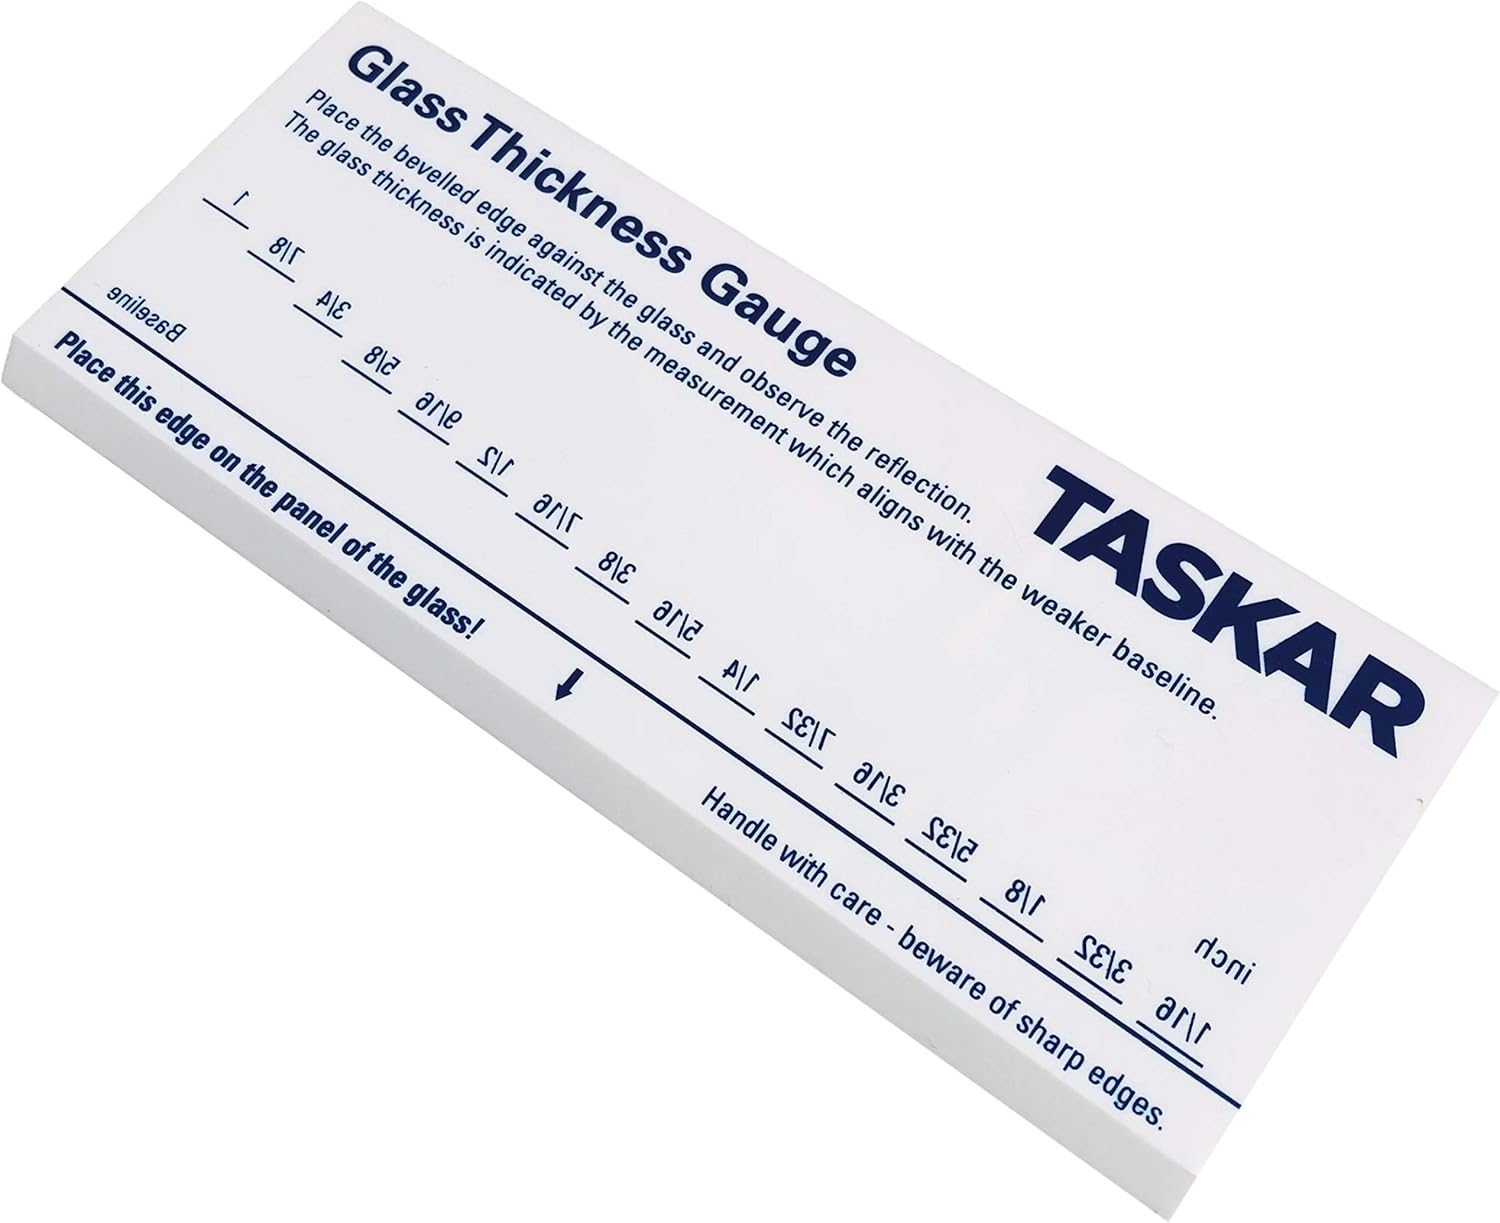 Glass Thickness Gauge
Place the bevelled edge against the glass and observe the reflection.
The glass thickness is indicated by the measurement which aligns with the weaker baseline.
TASKAR
1
7/8
3/4
5/8
9/16
1/2
7/16
3/8
5/16
1/4
7/32
3/16
5/32
1/8
3/32
1/16
inch
Baseline
Place this edge on the panel of the glass!
Handle with care - beware of sharp edges.